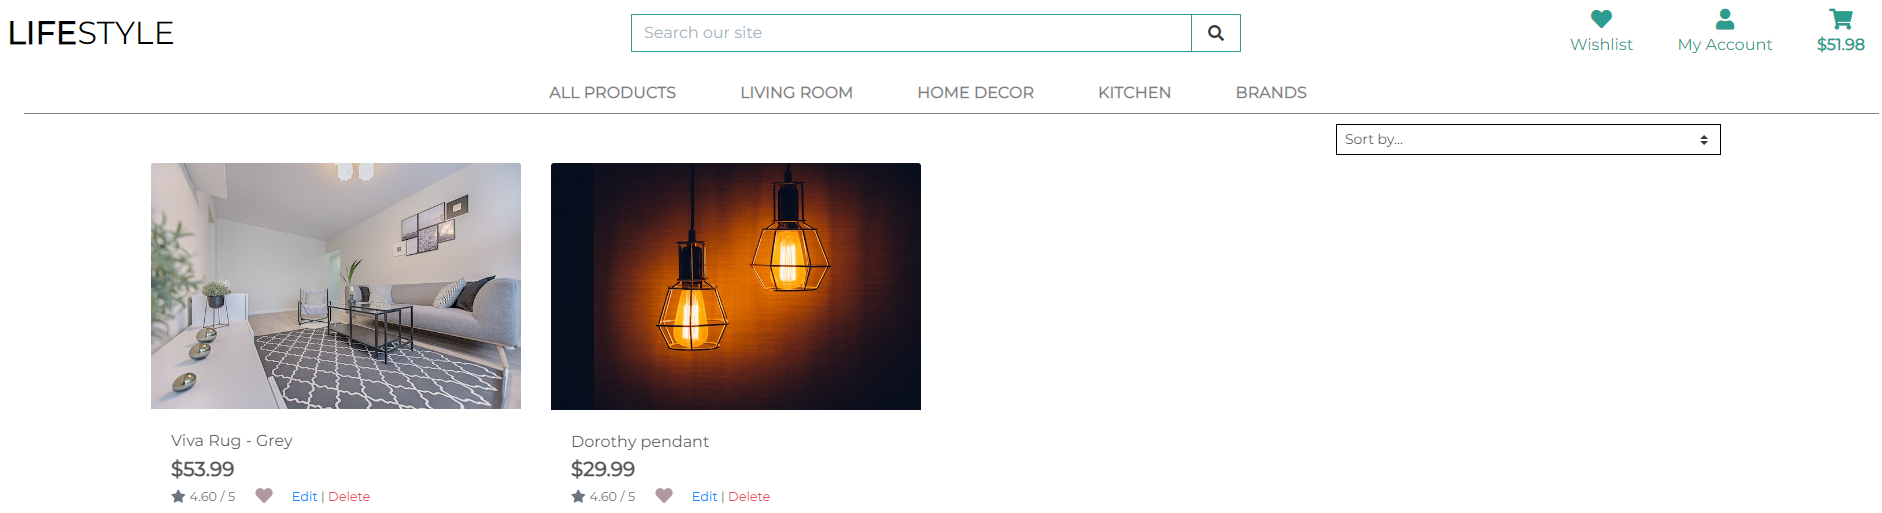 LIFESTYLE
Search our site
Wishlist
My Account
$51.98
ALL PRODUCTS
LIVING ROOM
HOME DECOR
KITCHEN
BRANDS
Sort by...
Viva Rug - Grey
$53.99
4.60 / 5
Edit | Delete
Dorothy pendant
$29.99
4.60 / 5
Edit | Delete